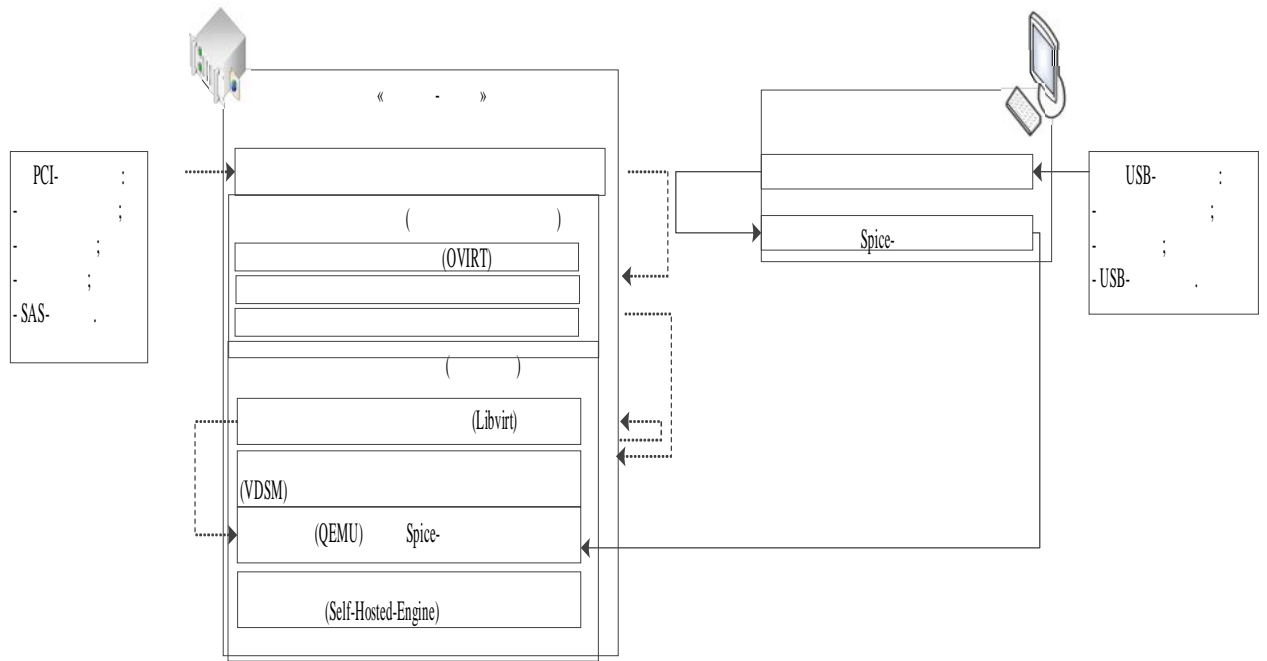 « - »
PCI- :
- ;
- ;
- ;
- SAS- .
( )
(OVIRT)
( )
(Libvirt)
(VDSM)
(QEMU) Spice-
(Self-Hosted-Engine)
Spice-
USB- :
- ;
- ;
- USB- .